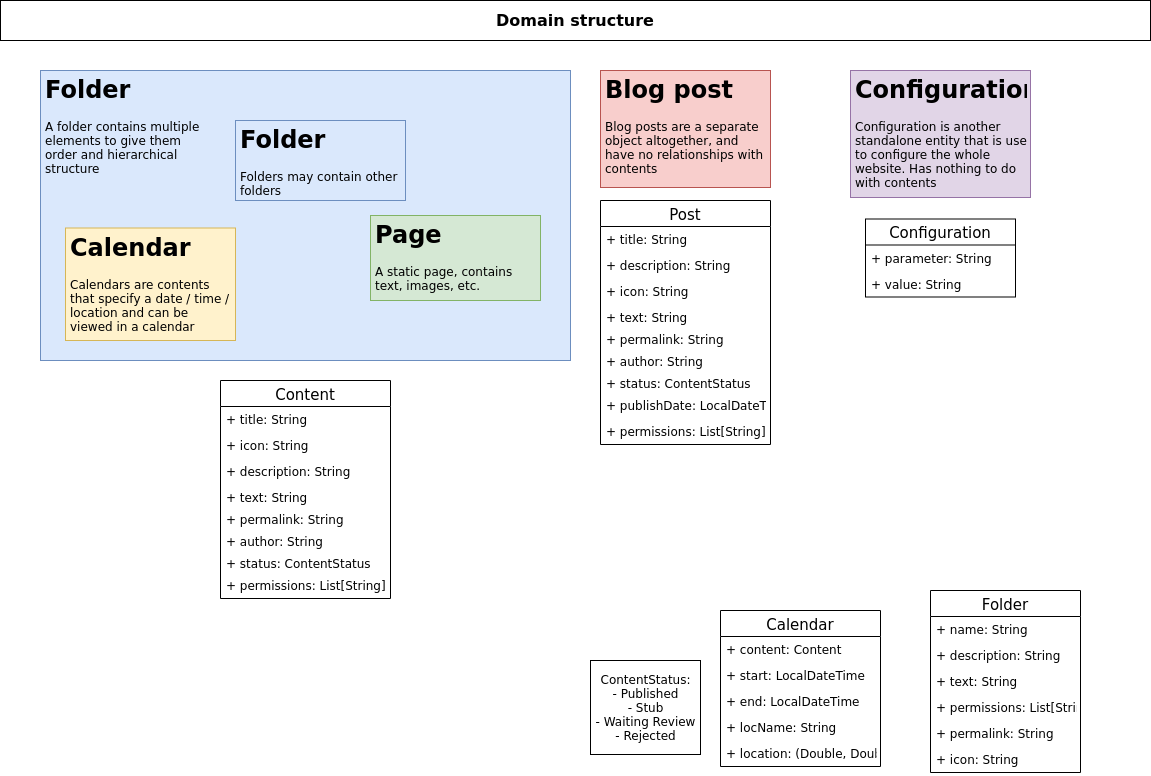 Domain structure
Folder
A folder contains multiple
elements to give them
order and hierarchical
structure
Folder
Folders may contain other
folders
Calendar
Calendars are contents
that specify a date / time /
location and can be
viewed in a calendar
Page
A static page, contains
text, images, etc.
Blog post
Blog posts are a separate
object altogether, and
have no relationships with
contents
Configuration
Configuration is another
standalone entity that is use
to configure the whole
website. Has nothing to do
with contents
Content
+ title: String
+ icon: String
+ description: String
+ text: String
+ permalink: String
+ author: String
+ status: ContentStatus
+ permissions: List[String]
Post
+ title: String
+ description: String
+ icon: String
+ text: String
+ permalink: String
+ author: String
+ status: ContentStatus
+ publishDate: LocalDateT
+ permissions: List[String]
Configuration
+ parameter: String
+ value: String
ContentStatus:
- Published
- Stub
- Waiting Review
- Rejected
Calendar
+ content: Content
+ start: LocalDateTime
+ end: LocalDateTime
+ locName: String
+ location: (Double, Doul
Folder
+ name: String
+ description: String
+ text: String
+ permissions: List[Stri
+ permalink: String
+ icon: String